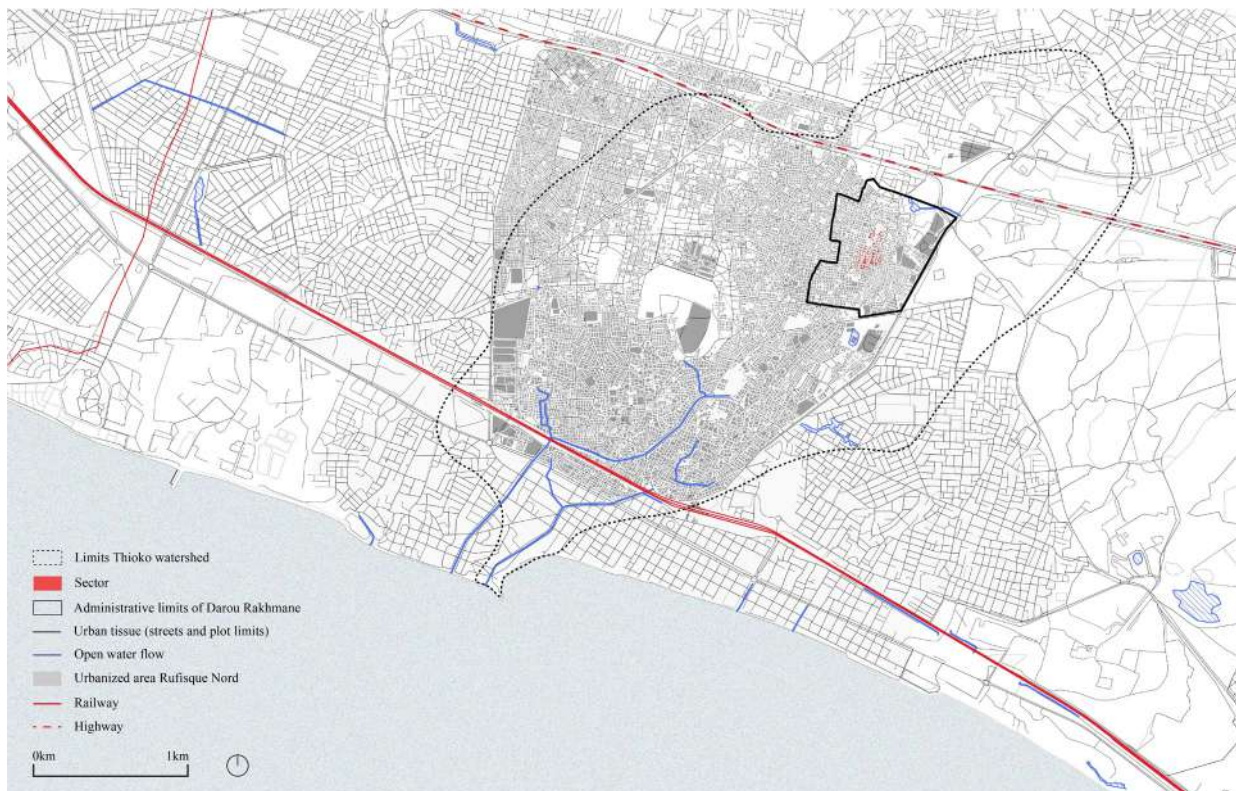 Limits Thioko watershed
Sector
Administrative limits of Darou Rakhmane
Urban tissue (streets and plot limits)
Open water flow
Urbanized area Rufisque Nord
Railway
Highway
0km 1km